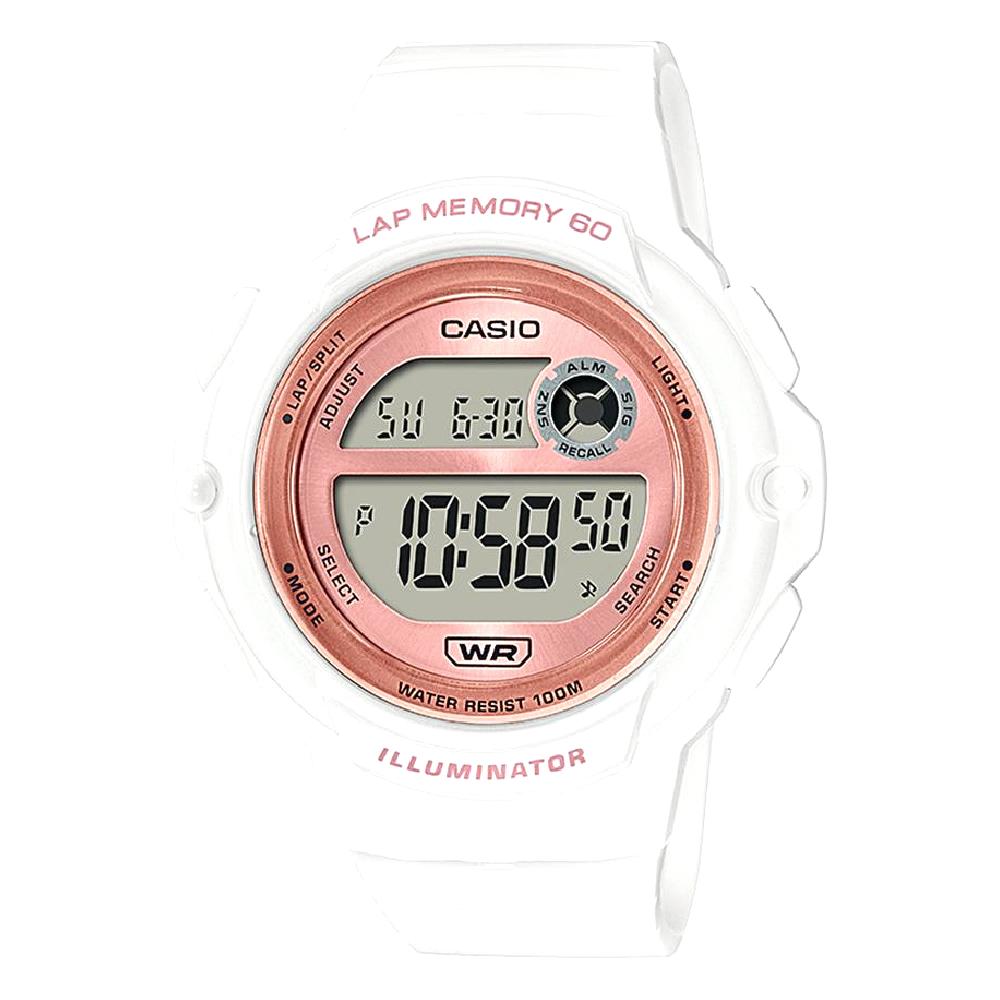 LAP MEMORY 60
CASIO
LAP/SPLIT
ADJUST
LIGHT
ALM
SNZ
SIG
RECALL
SU 6-30
P
10:58 50
SELECT
MODE
SEARCH
START
WR
WATER RESIST 100M
ILLUMINATOR